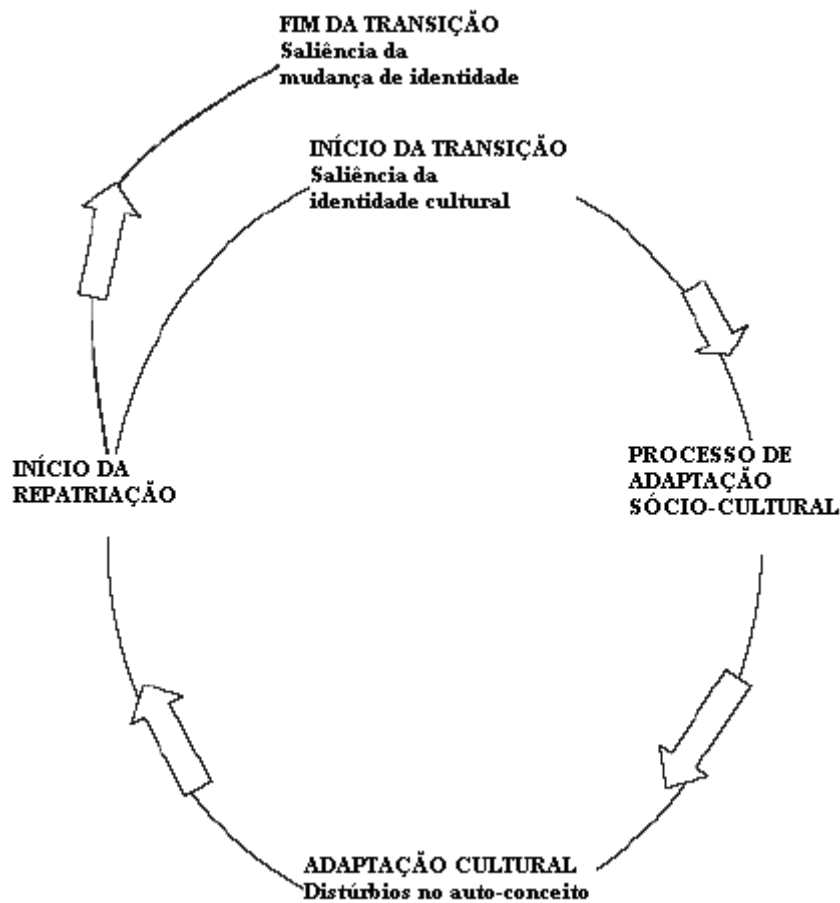 FIM DA TRANSIÇÃO
Saliência da
mudança de identidade
INÍCIO DA TRANSIÇÃO
Saliência da
identidade cultural
PROCESSO DE
ADAPTAÇÃO
SÓCIO-CULTURAL
INÍCIO DA
REPATRIAÇÃO
ADAPTAÇÃO CULTURAL
Distúrbios no auto-conceito